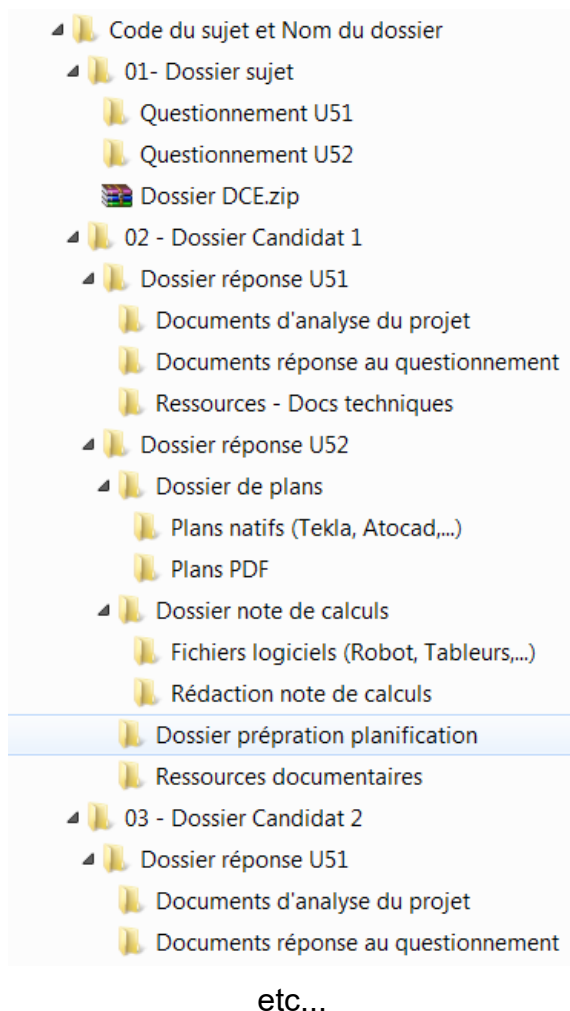 Code du sujet et Nom du dossier
01- Dossier sujet
Questionnement U51
Questionnement U52
Dossier DCE.zip
02 - Dossier Candidat 1
Dossier réponse U51
Documents d'analyse du projet
Documents réponse au questionnement
Ressources - Docs techniques
Dossier réponse U52
Dossier de plans
Plans natifs (Tekla, Atocad,...)
Plans PDF
Dossier note de calculs
Fichiers logiciels (Robot, Tableurs,...)
Rédaction note de calculs
Dossier prépration planification
Ressources documentaires
03 - Dossier Candidat 2
Dossier réponse U51
Documents d'analyse du projet
Documents réponse au questionnement
etc...